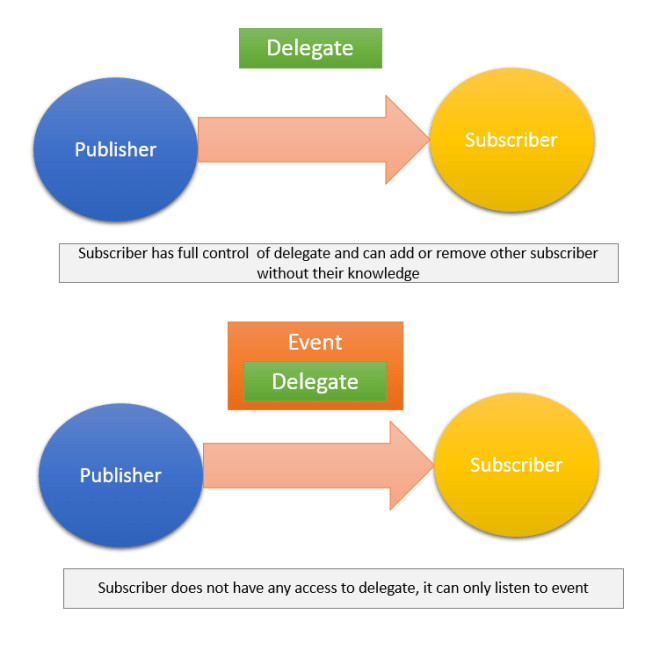 Delegate
Publisher
Subscriber
Subscriber has full control of delegate and can add or remove other subscriber
without their knowledge
Event
Delegate
Publisher
Subscriber
Subscriber does not have any access to delegate, it can only listen to event